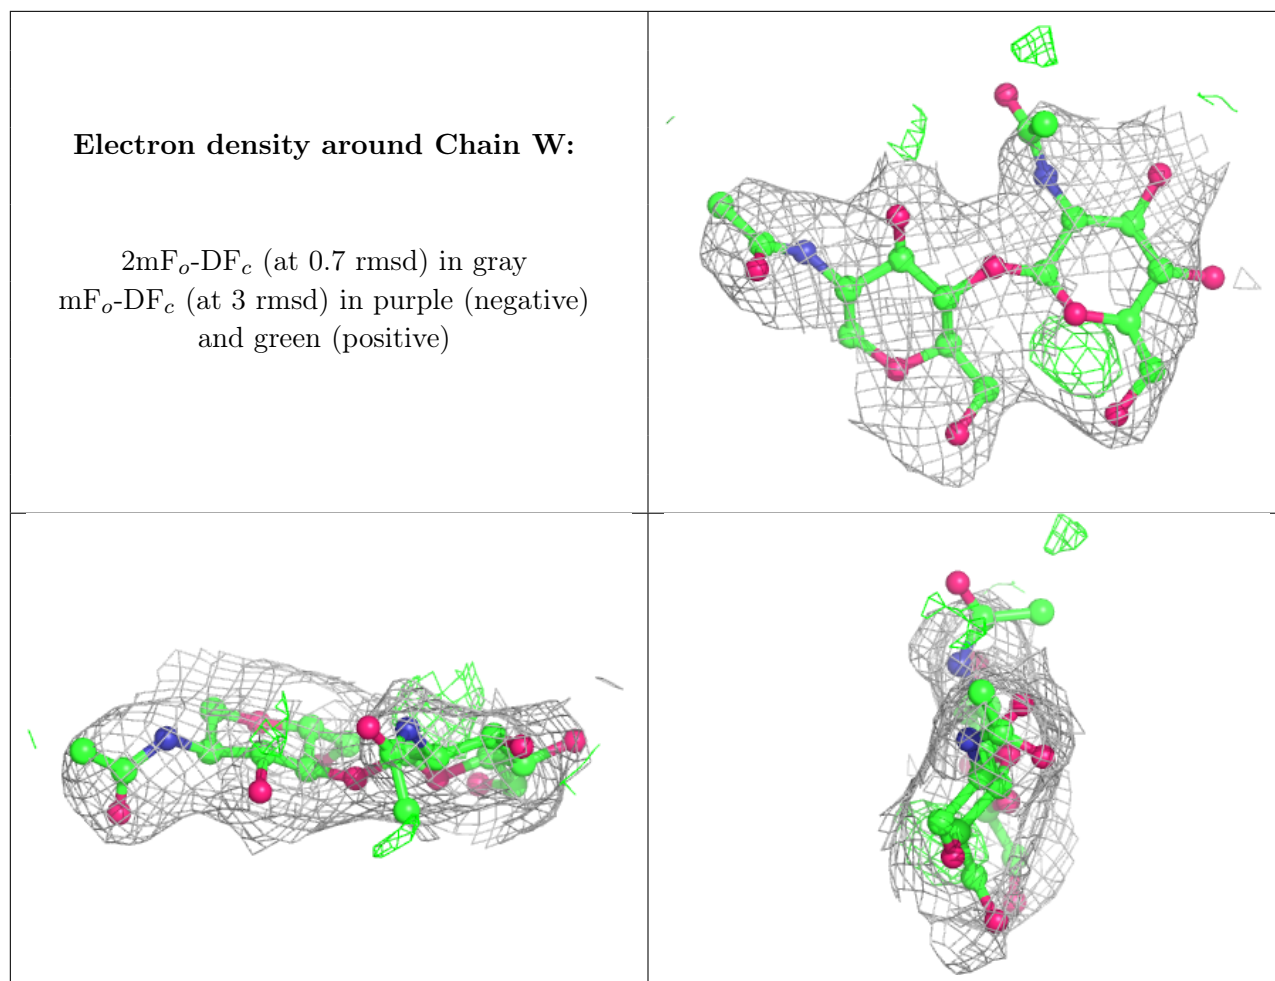 Electron density around Chain W:
2mFₒ-DF𝒸 (at 0.7 rmsd) in gray
mFₒ-DF𝒸 (at 3 rmsd) in purple (negative)
and green (positive)